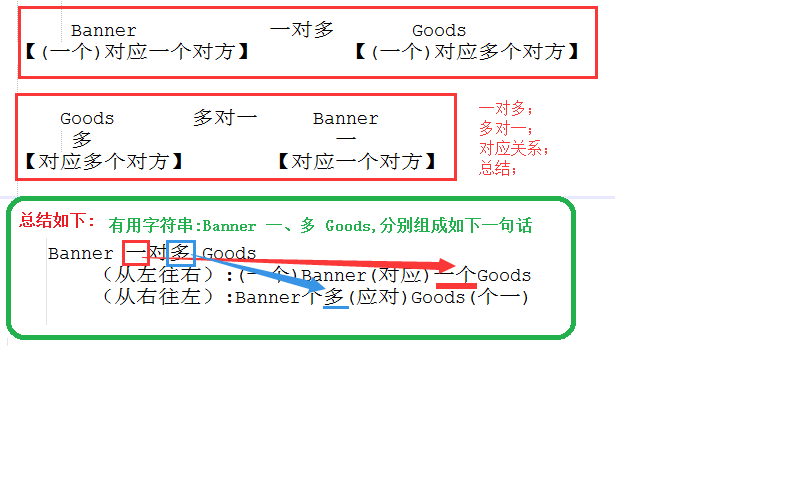 Banner 一对多 Goods
【(一个)对应一个对方】 【(一个)对应多个对方】
Goods 多对一 Banner
多 一
【对应多个对方】 【对应一个对方】
一对多;
多对一;
对应关系;
总结;
总结如下: 有用字符串:Banner 一、多 Goods,分别组成如下一句话
Banner 一对多 Goods
(从左往右):(一个)Banner(对应)一个Goods
(从右往左):Banner个多(应对)Goods(个一)